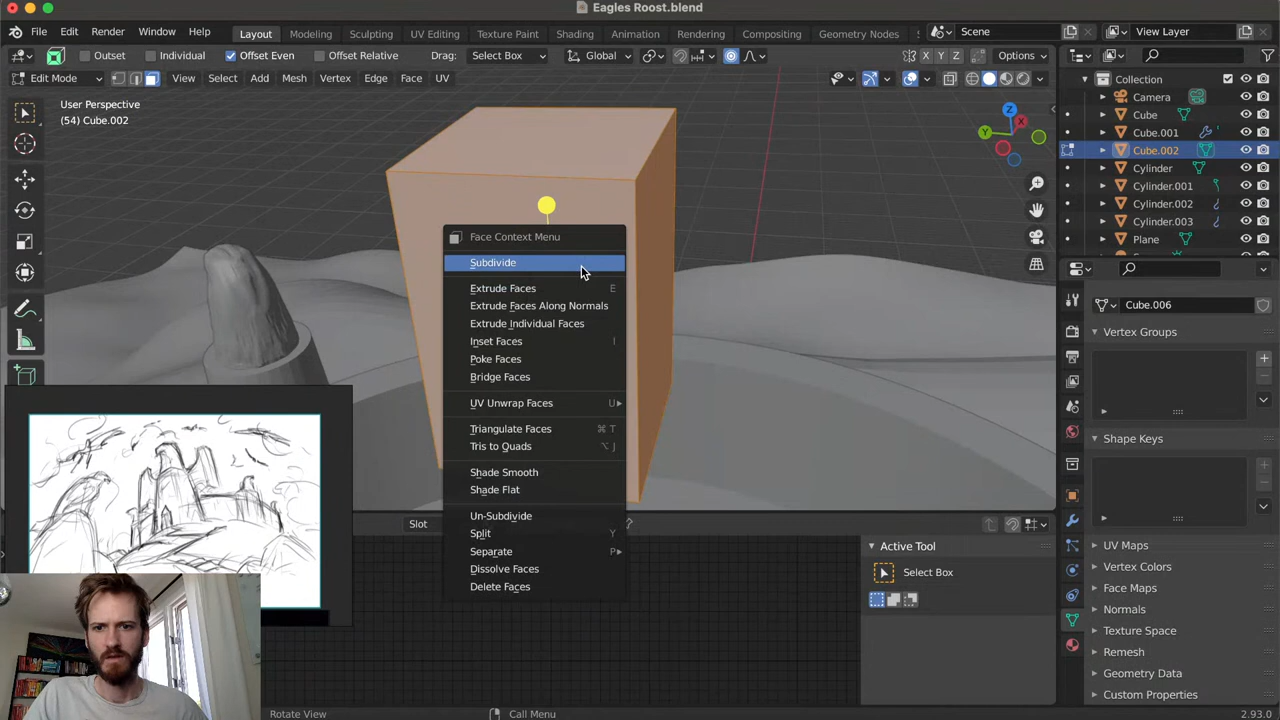 Eagles Roost.blend
File Edit Render Window Help Layout Modeling Sculpting UV Editing Texture Paint Shading Animation Rendering Compositing Geometry Nodes Scene View Layer
Outset Individual Offset Even Offset Relative Drag: Select Box Global X Y Z Options
Edit Mode View Select Add Mesh Vertex Edge Face UV
User Perspective
(54) Cube.002
Z
X
Y
Face Context Menu
Subdivide
Extrude Faces E
Extrude Faces Along Normals
Extrude Individual Faces
Inset Faces I
Poke Faces
Bridge Faces
UV Unwrap Faces U
Triangulate Faces ⌘ T
Tris to Quads ⌥ J
Shade Smooth
Shade Flat
Un-Subdivide
Split Y
Separate P
Dissolve Faces
Delete Faces
Slot
Active Tool
Select Box
Collection
Camera
Cube
Cube.001
Cube.002
Cylinder
Cylinder.001
Cylinder.002
Cylinder.003
Plane
Cube.006
Vertex Groups
Shape Keys
UV Maps
Vertex Colors
Face Maps
Normals
Texture Space
Remesh
Geometry Data
Custom Properties
Rotate View Call Menu 2.93.0